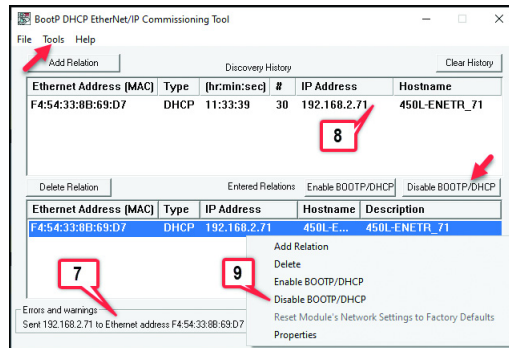 BootP DHCP EtherNet/IP Commissioning Tool
File Tools Help
Add Relation Discovery History Clear History
Ethernet Address (MAC) Type (hr:min:sec) # IP Address Hostname
F4:54:33:8B:69:D7 DHCP 11:33:39 30 192.168.2.71 450L-ENETR_71
8
Delete Relation Entered Relations Enable BOOTP/DHCP Disable BOOTP/DHCP
Ethernet Address (MAC) Type IP Address Hostname Description
F4:54:33:8B:69:D7 DHCP 192.168.2.71 450L-E... 450L-ENETR_71
Add Relation
Delete
Enable BOOTP/DHCP
7 9 Disable BOOTP/DHCP
Reset Module's Network Settings to Factory Defaults
Properties
Errors and warnings
Sent 192.168.2.71 to Ethernet address F4:54:33:8B:69:D7